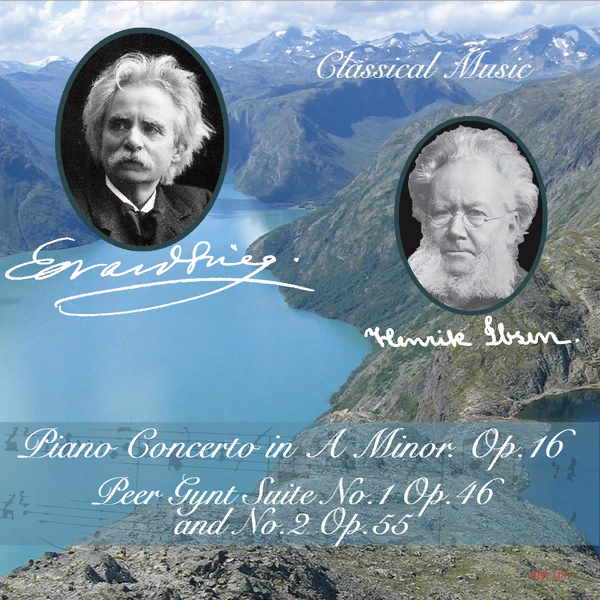 Classical Music
Edvard Grieg.
Henrik Ibsen.
Piano Concerto in A Minor. Op.16
Peer Gynt Suite No.1 Op.46
and No.2 Op.55